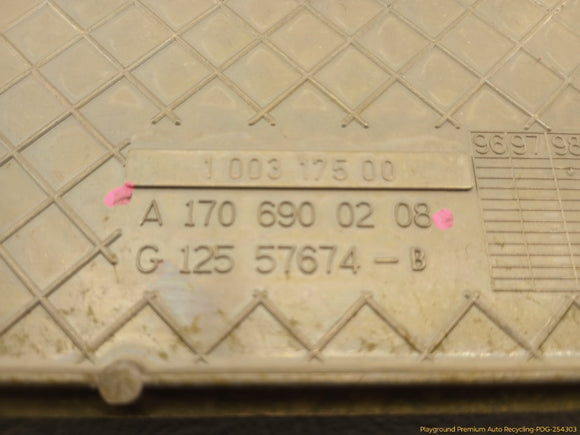 96 97 98
1 003 175 00
A 170 690 02 08
G 125 57674 - B
Playground Premium Auto Recycling-PDG-254303